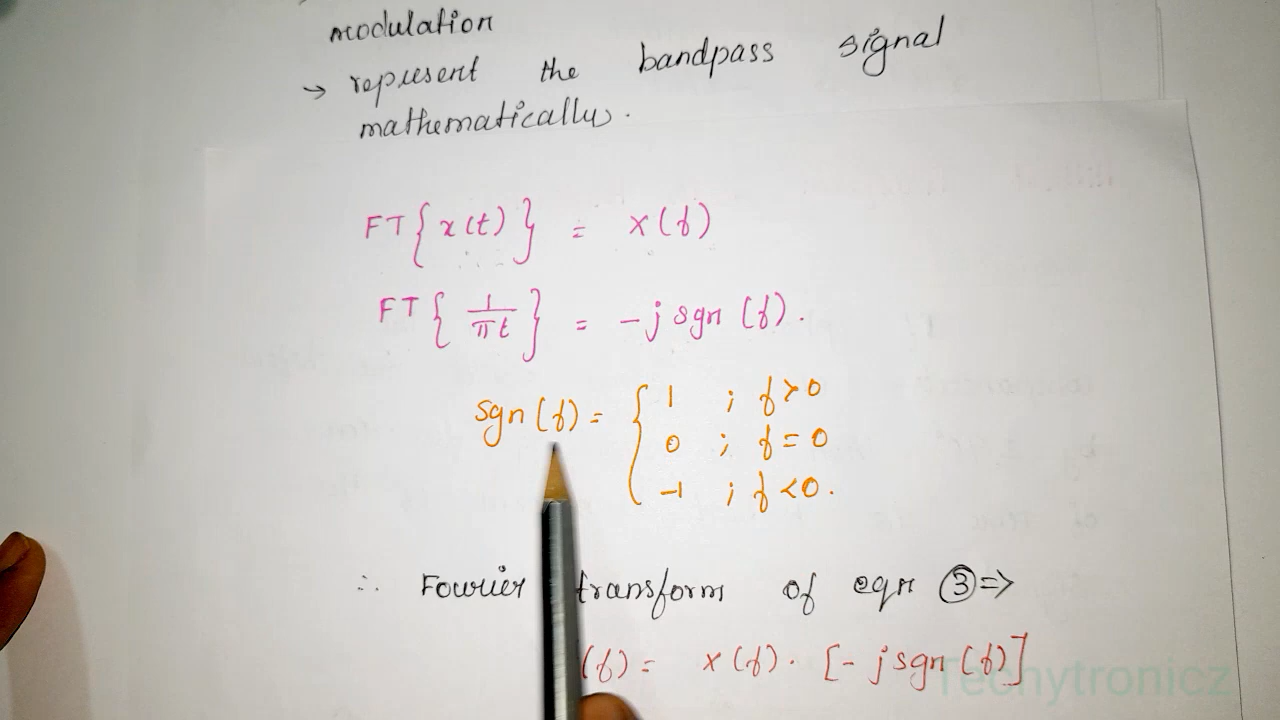 modulation
→ represent the bandpass signal
mathematically.
FT{x(t)} = X(f)
FT{1/πt} = -j sgn (f).
sgn(f) = { 1 ; f>0
0 ; f=0
-1 ; f<0.
∴ Fourier transform of eqn ③ ⇒
(f) = X(f). [-j sgn(f)]
Techytronicz